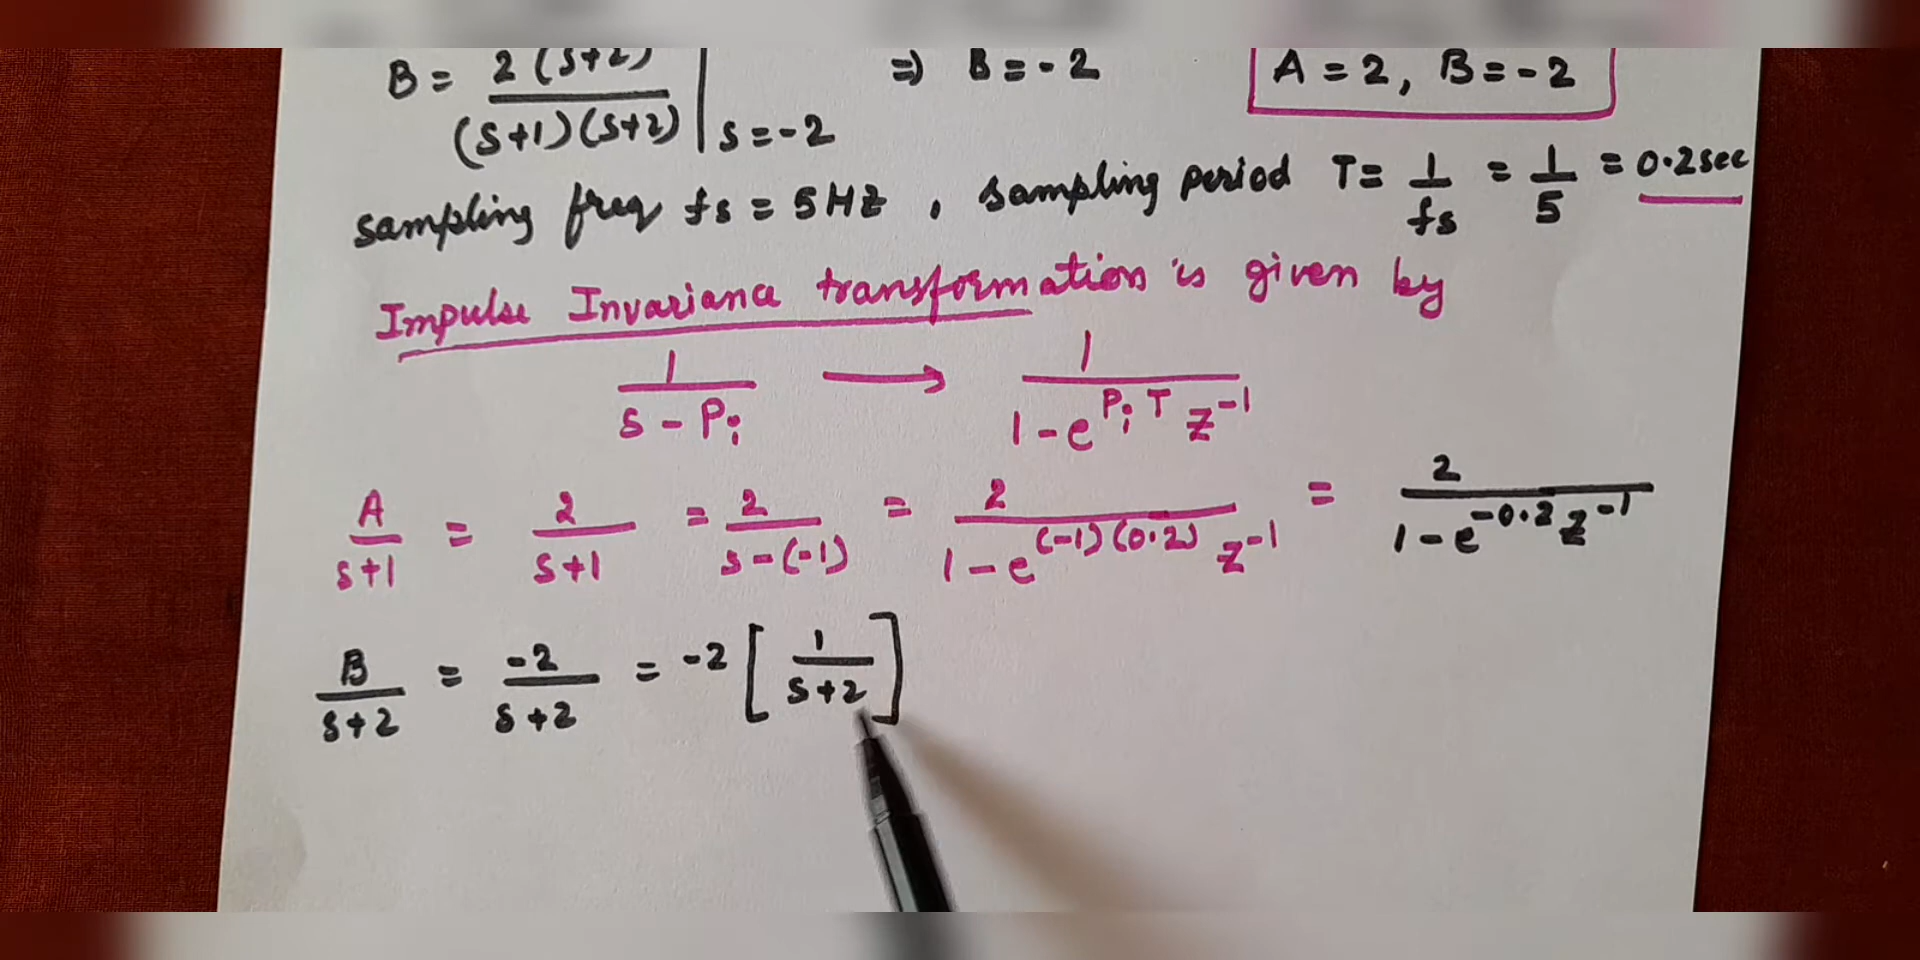 B = 2(s+2) / (s+1)(s+2) | s=-2 ⇒ B = -2 A = 2, B = -2
sampling freq fs = 5HZ , sampling period T = 1/fs = 1/5 = 0.2sec
Impulse Invariance transformation is given by
1/(s - Pi) ⟶ 1/(1 - e^(Pi T) z^-1)
A/(s+1) = 2/(s+1) = 2/(s-(-1)) = 2/(1 - e^((-1)(0.2)) z^-1) = 2/(1 - e^(-0.2) z^-1)
B/(s+2) = -2/(s+2) = -2 [1/(s+2)]